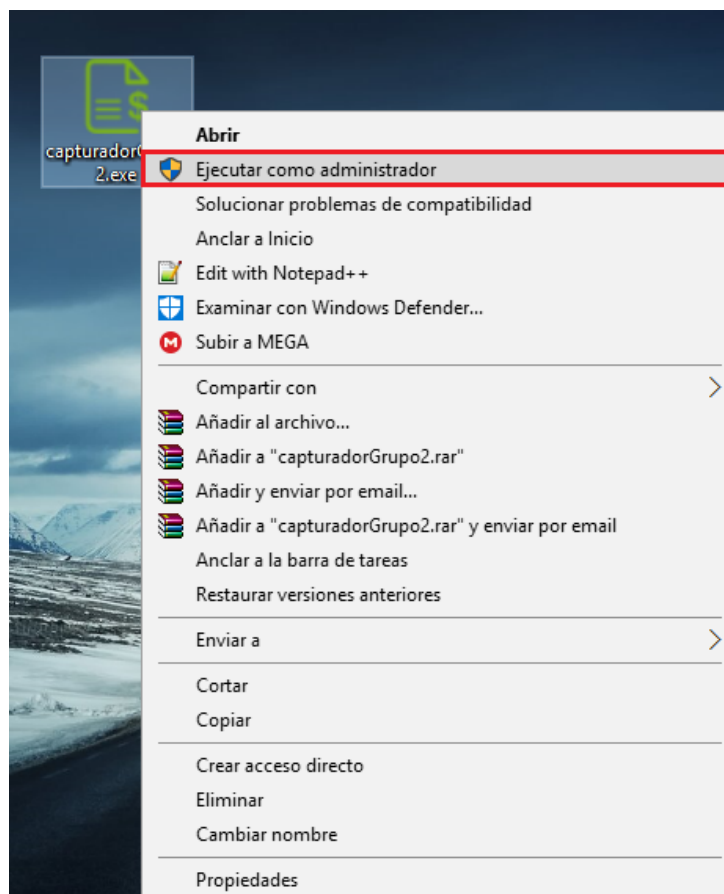 capturador
2.exe
Abrir
Ejecutar como administrador
Solucionar problemas de compatibilidad
Anclar a Inicio
Edit with Notepad++
Examinar con Windows Defender...
Subir a MEGA
Compartir con
Añadir al archivo...
Añadir a "capturadorGrupo2.rar"
Añadir y enviar por email...
Añadir a "capturadorGrupo2.rar" y enviar por email
Anclar a la barra de tareas
Restaurar versiones anteriores
Enviar a
Cortar
Copiar
Crear acceso directo
Eliminar
Cambiar nombre
Propiedades